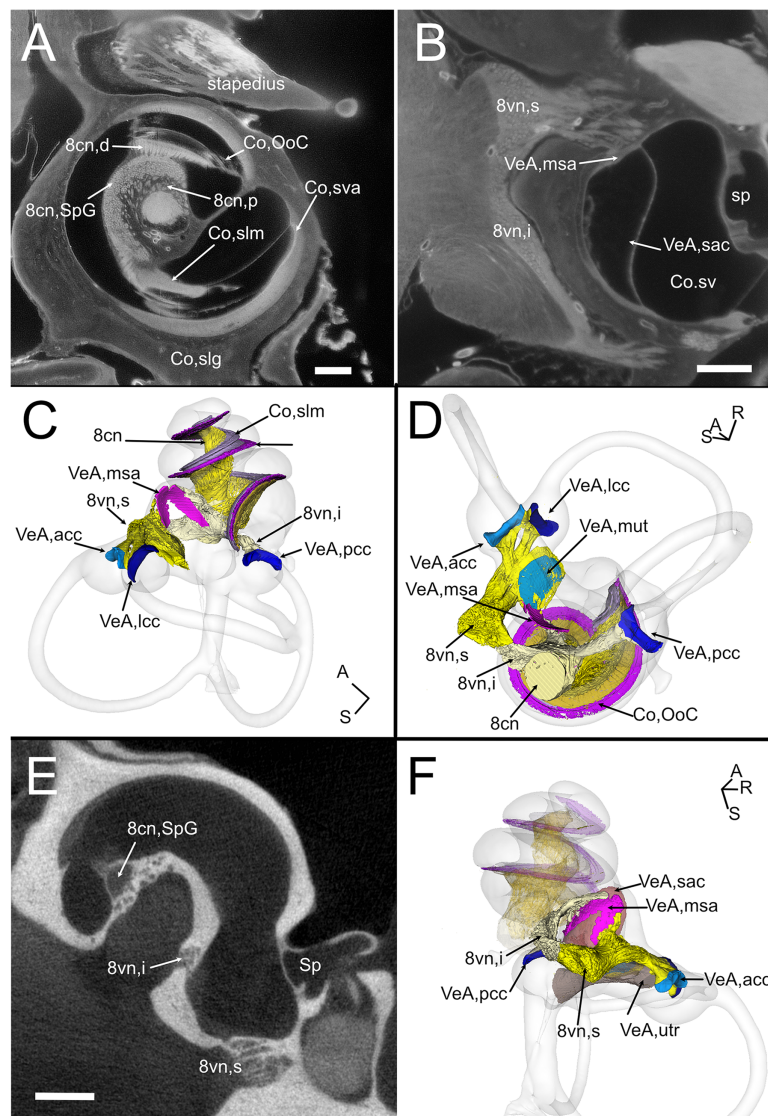 A
stapedius
8cn,d
Co,OoC
8cn,SpG
8cn,p
Co,sva
Co,slm
Co,slg
B
8vn,s
VeA,msa
sp
8vn,i
VeA,sac
Co.sv
C
Co,slm
8cn
VeA,msa
8vn,s
8vn,i
VeA,acc
VeA,pcc
VeA,lcc
A
S
D
A
R
S
VeA,lcc
VeA,acc
VeA,mut
VeA,msa
8vn,s
VeA,pcc
8vn,i
8cn
Co,OoC
E
8cn,SpG
8vn,i
Sp
8vn,s
F
A
R
S
VeA,sac
VeA,msa
8vn,i
VeA,pcc
VeA,acc
8vn,s
VeA,utr